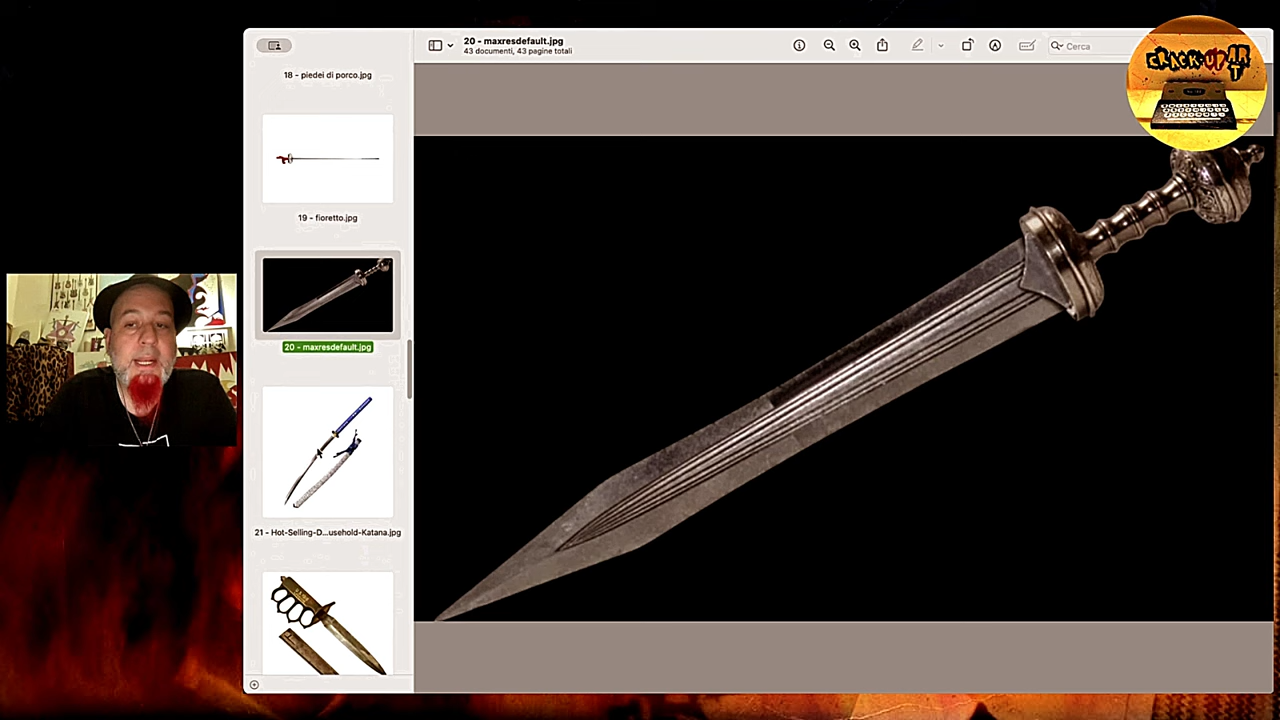 20 - maxresdefault.jpg
43 documenti, 43 pagine totali
Cerca
CRACK-UP ART
18 - piedei di porco.jpg
19 - fioretto.jpg
20 - maxresdefault.jpg
21 - Hot-Selling-D...usehold-Katana.jpg